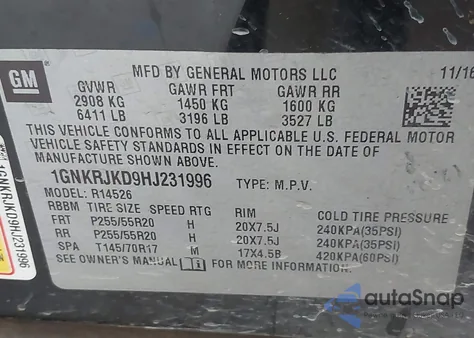 GM
MFD BY GENERAL MOTORS LLC 11/16
GVWR GAWR FRT GAWR RR
2908 KG 1450 KG 1600 KG
6411 LB 3196 LB 3527 LB
THIS VEHICLE CONFORMS TO ALL APPLICABLE U.S. FEDERAL MOTOR
VEHICLE SAFETY STANDARDS IN EFFECT ON THE DATE OF
MANUFACTURE SHOWN ABOVE.
1GNKRJKD9HJ231996 TYPE: M.P.V.
MODEL: R14526
RBBM TIRE SIZE SPEED RTG RIM COLD TIRE PRESSURE
FRT P255/55R20 H 20X7.5J 240KPA(35PSI)
RR P255/55R20 H 20X7.5J 240KPA(35PSI)
SPA T145/70R17 M 17X4.5B 420KPA(60PSI)
SEE OWNER'S MANUAL FOR MORE INFORMATION.
1GNKRJKD9HJ231996
autoSnap